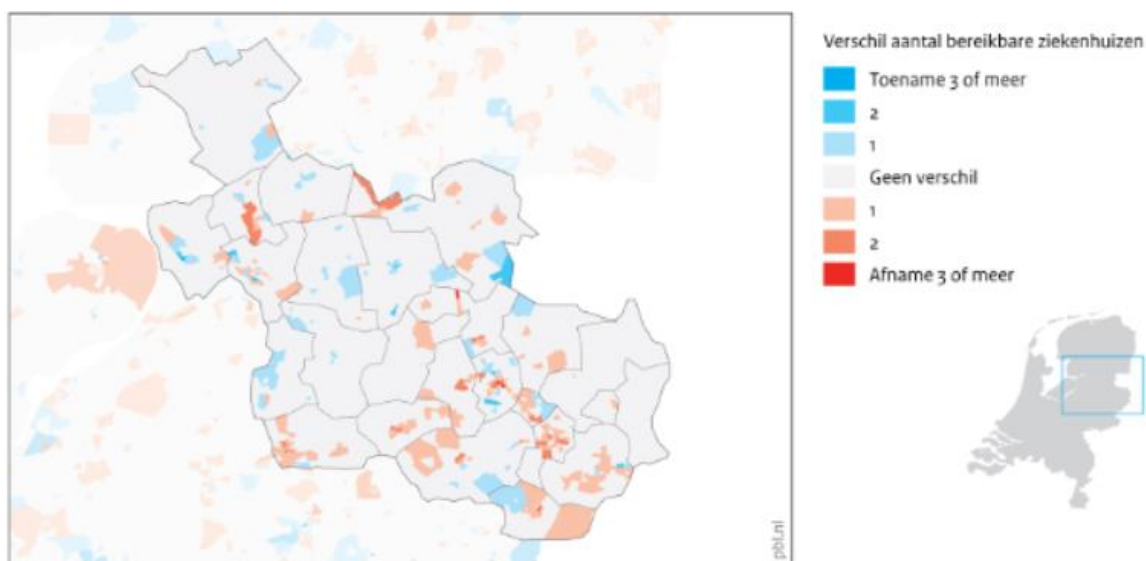 Verschil aantal bereikbare ziekenhuizen
Toename 3 of meer
2
1
Geen verschil
1
2
Afname 3 of meer
pbl.nl